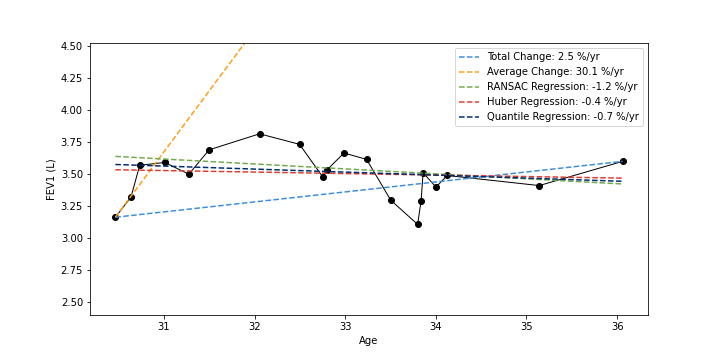 4.50
4.25
4.00
3.75
3.50
3.25
3.00
2.75
2.50
FEV1 (L)
Total Change: 2.5 %/yr
Average Change: 30.1 %/yr
RANSAC Regression: -1.2 %/yr
Huber Regression: -0.4 %/yr
Quantile Regression: -0.7 %/yr
31 32 33 34 35 36
Age